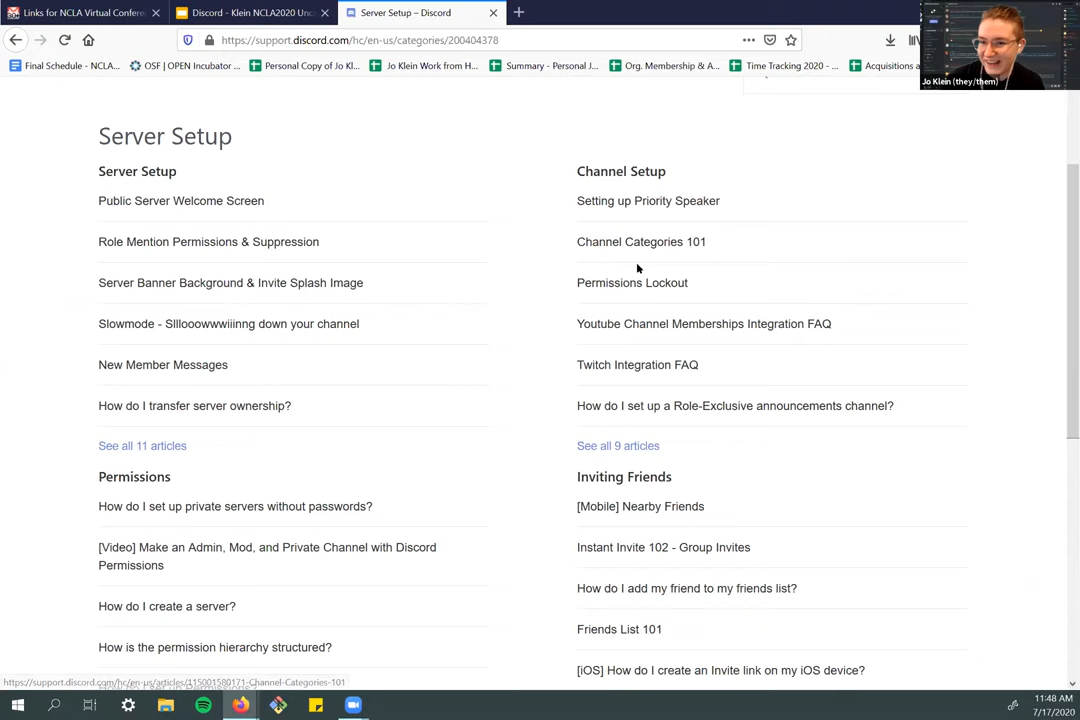 Links for NCLA Virtual Confere
Discord - Klein NCLA2020 Unc
Server Setup – Discord
https://support.discord.com/hc/en-us/categories/200404378
Final Schedule - NCLA...
OSF | OPEN Incubator ...
Personal Copy of Jo Kl...
Jo Klein Work from H...
Summary - Personal J...
Org. Membership & A...
Time Tracking 2020 - ...
Acquisitions a
Jo Klein (they/them)
Server Setup
Server Setup
Public Server Welcome Screen
Role Mention Permissions & Suppression
Server Banner Background & Invite Splash Image
Slowmode - Slllooowwwiiinng down your channel
New Member Messages
How do I transfer server ownership?
See all 11 articles
Channel Setup
Setting up Priority Speaker
Channel Categories 101
Permissions Lockout
Youtube Channel Memberships Integration FAQ
Twitch Integration FAQ
How do I set up a Role-Exclusive announcements channel?
See all 9 articles
Permissions
How do I set up private servers without passwords?
[Video] Make an Admin, Mod, and Private Channel with Discord
Permissions
How do I create a server?
How is the permission hierarchy structured?
Inviting Friends
[Mobile] Nearby Friends
Instant Invite 102 - Group Invites
How do I add my friend to my friends list?
Friends List 101
[iOS] How do I create an Invite link on my iOS device?
https://support.discord.com/hc/en-us/articles/115001580171-Channel-Categories-101
11:48 AM
7/17/2020